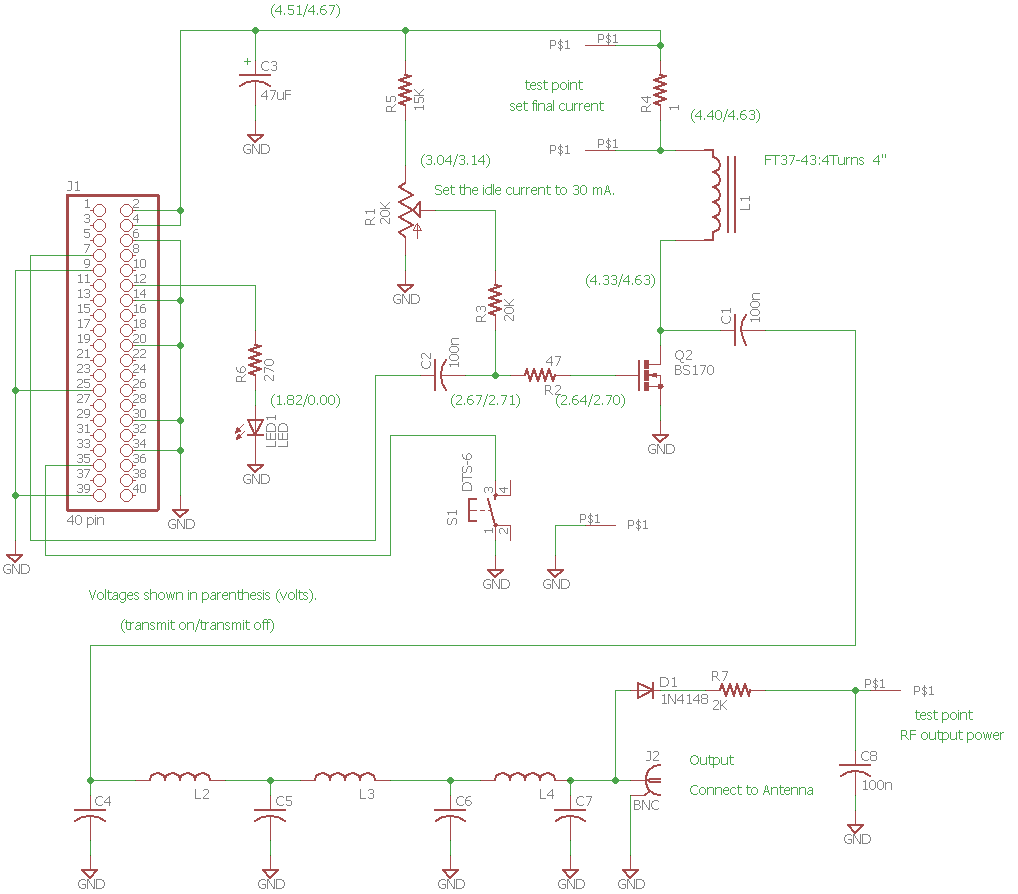 (4.51/4.67)
P$1
P$1
+
C3
47uF
GND
R5
15K
test point
set final current
R4
1
(4.40/4.63)
P$1
P$1
(3.04/3.14)
FT37-43:4Turns 4"
Set the idle current to 30 mA.
J1
1
2
3
4
5
6
7
8
9
10
11
12
13
14
15
16
17
18
19
20
21
22
23
24
25
26
27
28
29
30
31
32
33
34
35
36
37
38
39
40
40 pin
R1
20K
GND
L1
(4.33/4.63)
R3
20K
C1
100n
C2
100n
R6
270
47
R2
Q2
BS170
(1.82/0.00)
(2.67/2.71)
(2.64/2.70)
LED1
LED
GND
GND
DTS-6
3
4
S1
1
2
P$1
P$1
GND
GND
GND
GND
Voltages shown in parenthesis (volts).
(transmit on/transmit off)
D1
1N4148
R7
2K
P$1
P$1
test point
RF output power
J2
Output
C8
100n
L2
L3
L4
Connect to Antenna
C4
C5
C6
C7
BNC
GND
GND
GND
GND
GND
GND